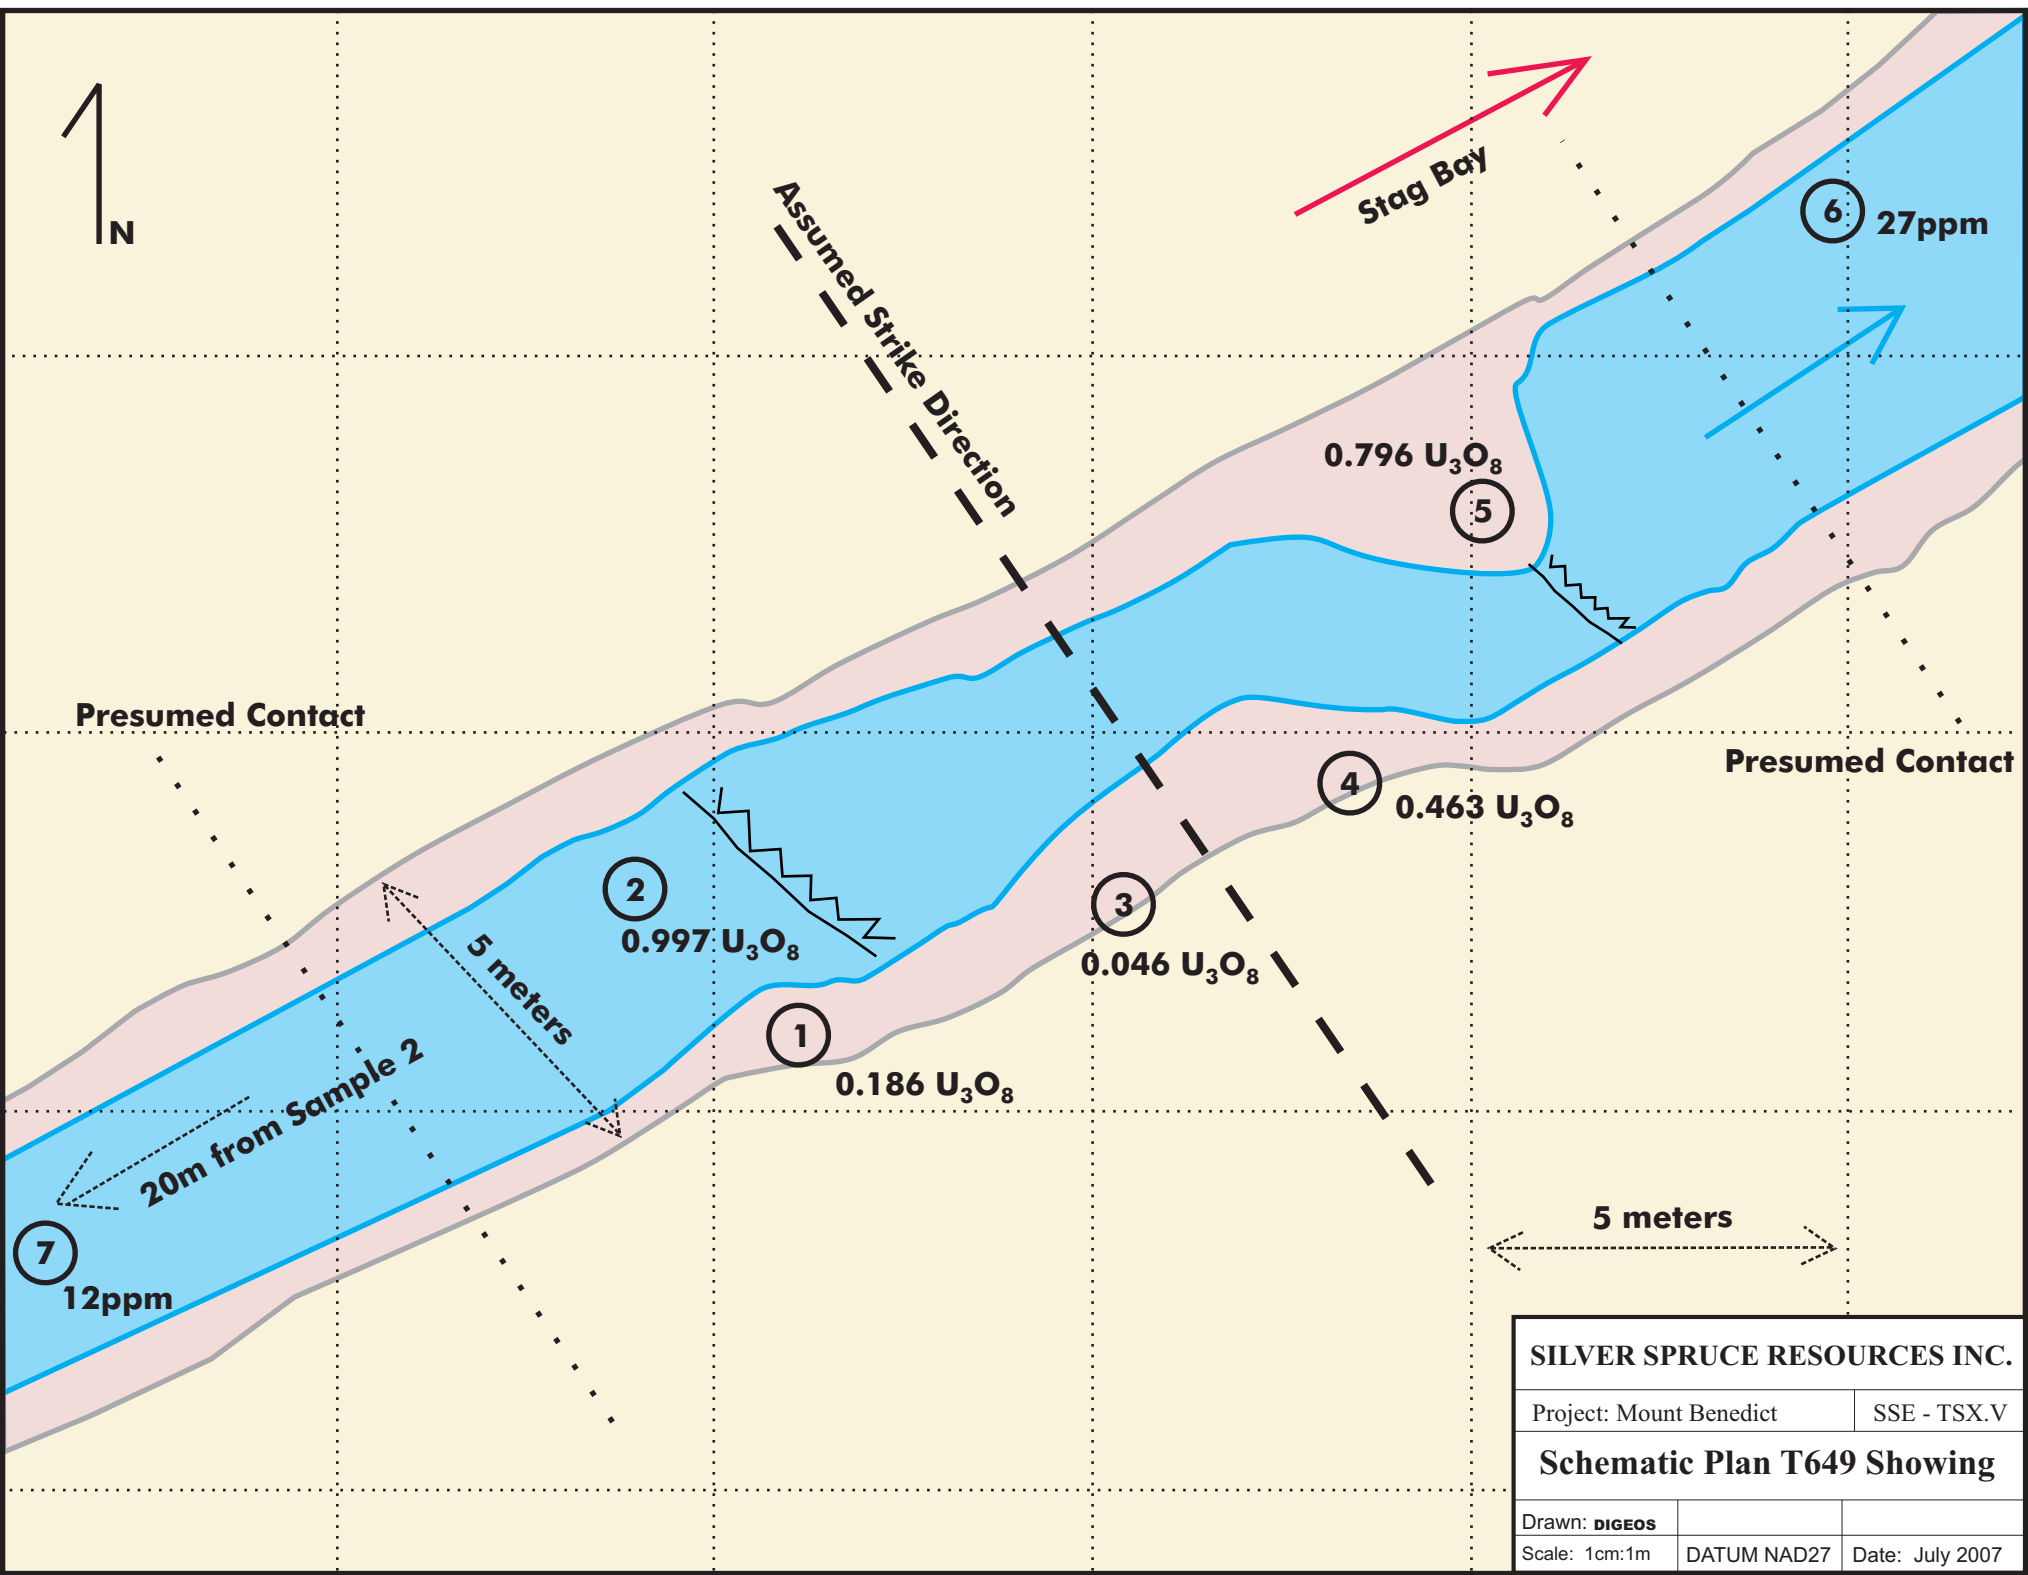 N
Assumed Strike Direction
Stag Bay
6
27ppm
0.796 U₃O₈
5
Presumed Contact
Presumed Contact
4
0.463 U₃O₈
2
0.997 U₃O₈
3
0.046 U₃O₈
5 meters
1
0.186 U₃O₈
20m from Sample 2
7
12ppm
5 meters
SILVER SPRUCE RESOURCES INC.
Project: Mount Benedict
SSE - TSX.V
Schematic Plan T649 Showing
Drawn: DIGEOS
Scale: 1cm:1m
DATUM NAD27
Date: July 2007